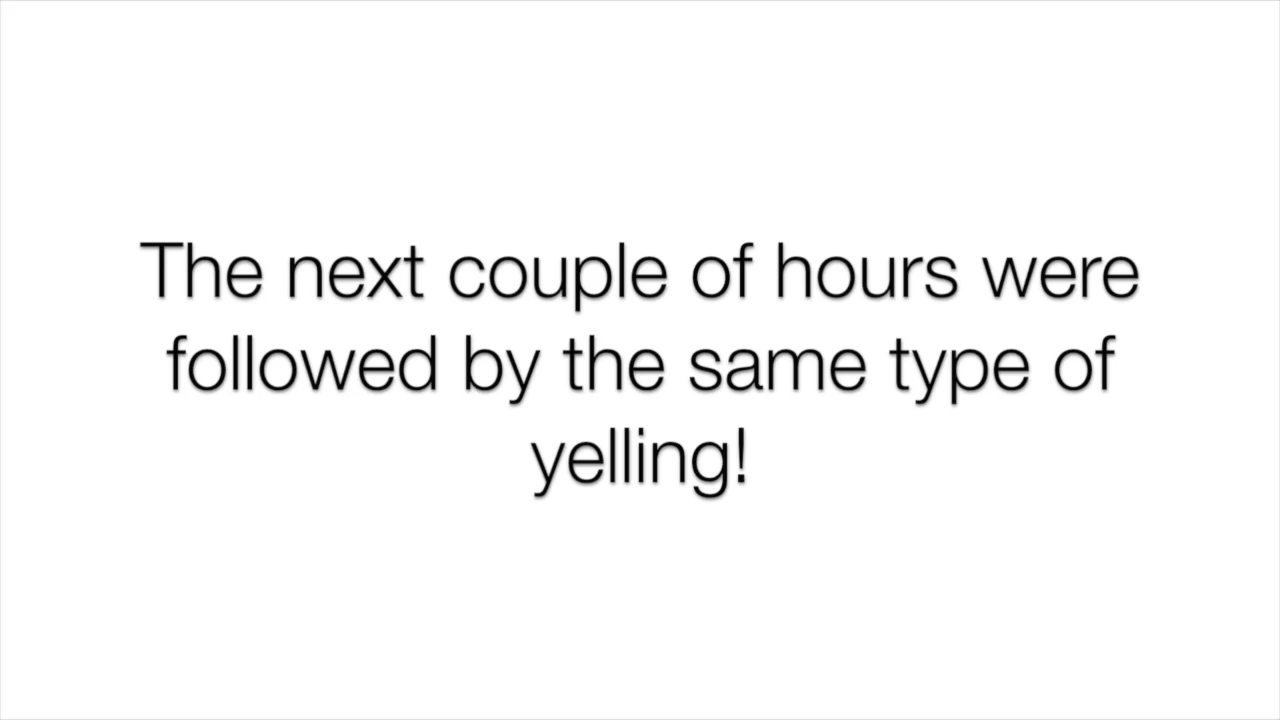 The next couple of hours were
followed by the same type of
yelling!